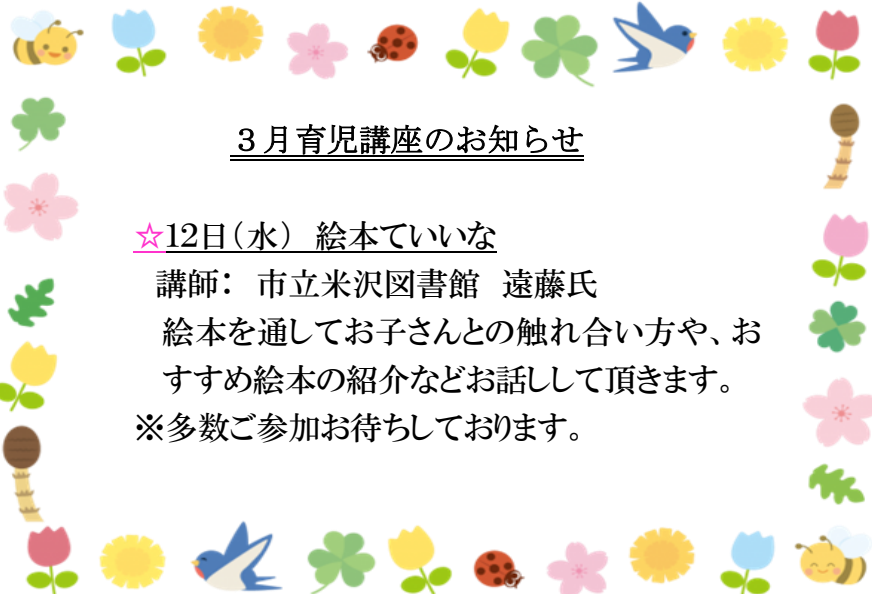 ３月育児講座のお知らせ
☆12日（水）　絵本ていいな
講師：　市立米沢図書館　遠藤氏
絵本を通してお子さんとの触れ合い方や、お
すすめ絵本の紹介などお話しして頂きます。
※多数ご参加お待ちしております。